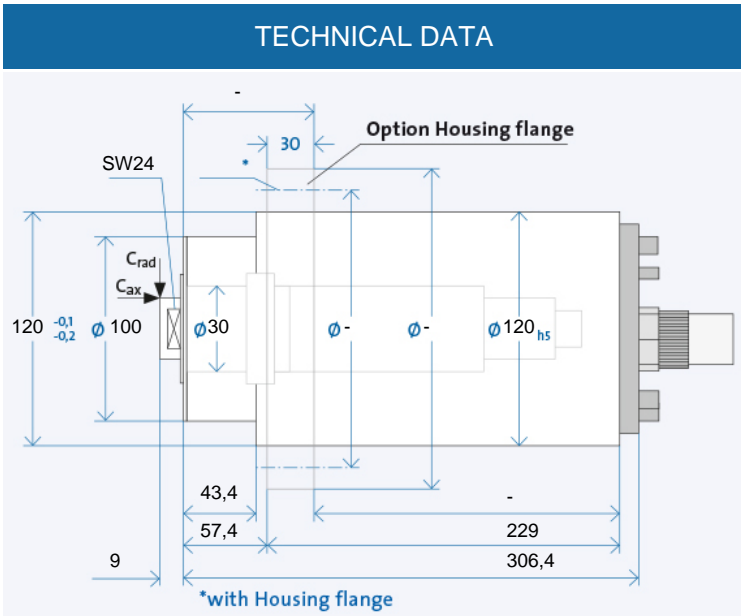 TECHNICAL DATA
-
30
Option Housing flange
SW24
*
Crad
Cax
120 -0,1 -0,2
Ø 100
Ø30
Ø -
Ø -
Ø 120 h5
43,4
-
57,4
229
9
306,4
*with Housing flange